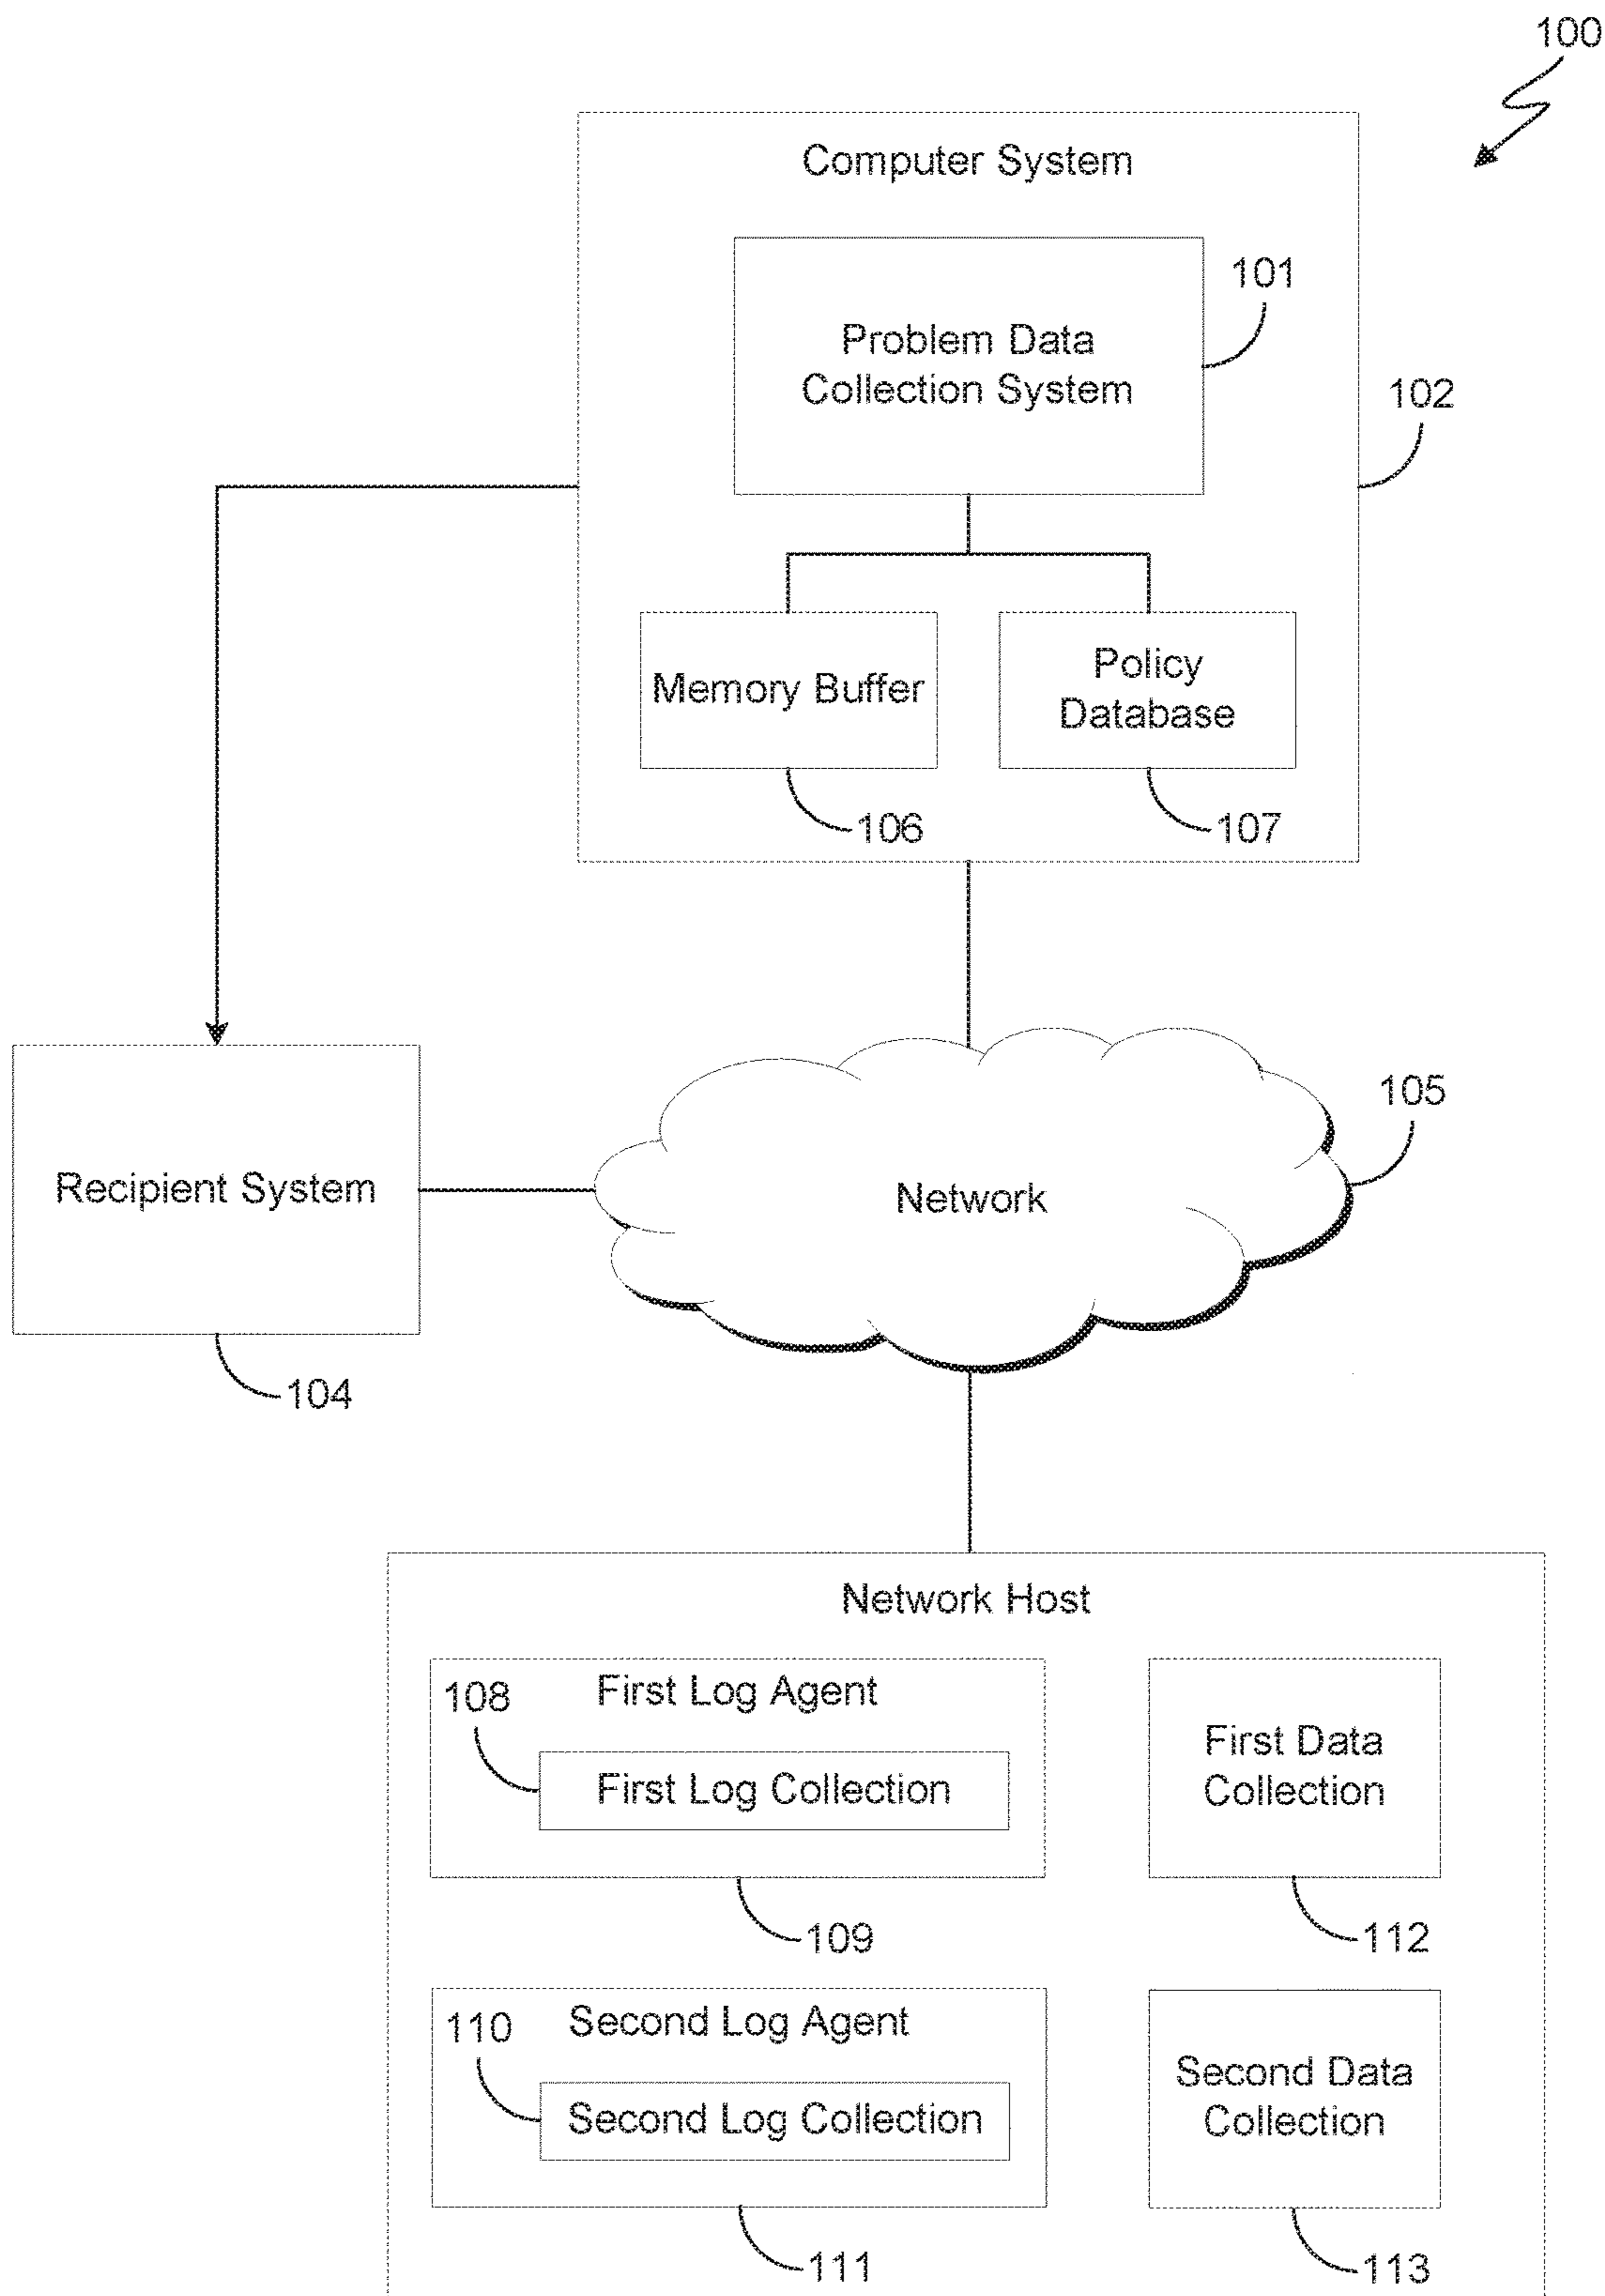 100
Computer System
101
Problem Data
Collection System
102
Memory Buffer
Policy
Database
106
107
105
Recipient System
Network
104
Network Host
108
First Log Agent
First Log Collection
First Data
Collection
109
112
110
Second Log Agent
Second Log Collection
Second Data
Collection
111
113